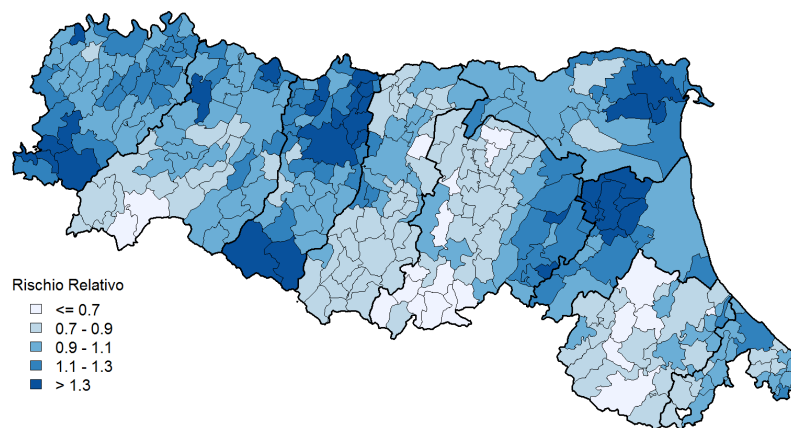 Rischio Relativo
<= 0.7
0.7 - 0.9
0.9 - 1.1
1.1 - 1.3
> 1.3